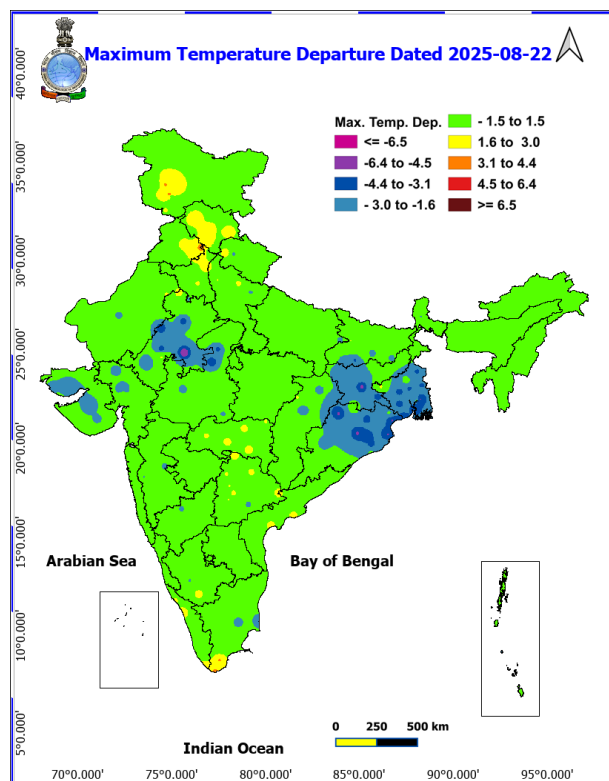 Maximum Temperature Departure Dated 2025-08-22
Max. Temp. Dep.
<= -6.5
-6.4 to -4.5
-4.4 to -3.1
- 3.0 to -1.6
- 1.5 to 1.5
1.6 to 3.0
3.1 to 4.4
4.5 to 6.4
>= 6.5
40°0.000'
35°0.000'
30°0.000'
25°0.000'
20°0.000'
15°0.000'
10°0.000'
5°0.000'
Arabian Sea
Bay of Bengal
Indian Ocean
0 250 500 km
70°0.000' 75°0.000' 80°0.000' 85°0.000' 90°0.000' 95°0.000'